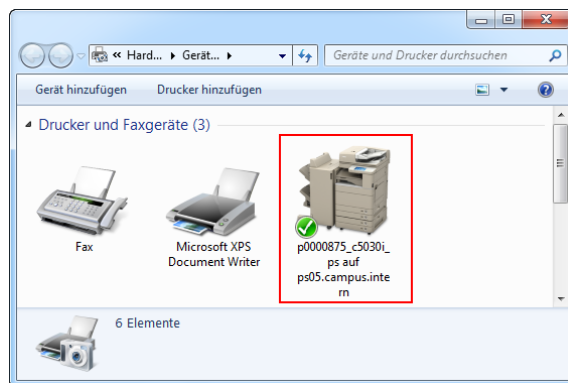 « Hard... ▸ Gerät... ▸
Geräte und Drucker durchsuchen
Gerät hinzufügen Drucker hinzufügen
Drucker und Faxgeräte (3)
Fax
Microsoft XPS
Document Writer
p0000875_c5030i_
ps auf
ps05.campus.inte
rn
6 Elemente